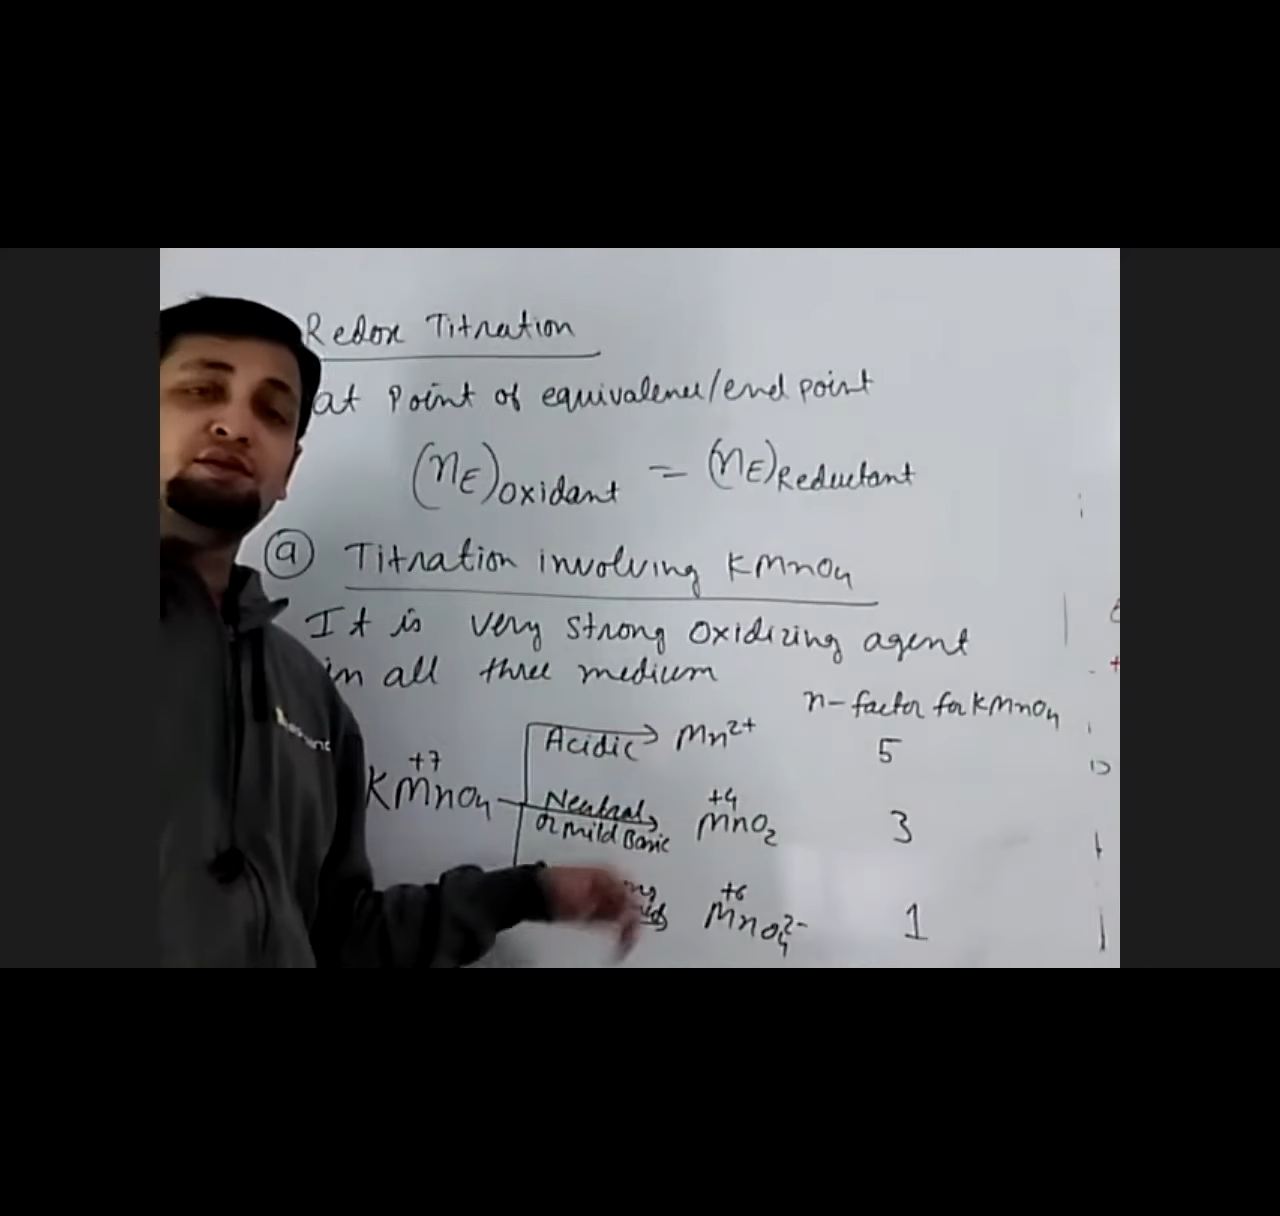 Redox Titration
at Point of equivalence/end point
(nE)Oxidant = (nE)Reductant
(a) Titration involving KMnO4
It is very strong oxidizing agent
in all three medium
n-factor for KMnO4
Acidic → Mn2+ 5
+7
KMnO4
+4
Neutral → MnO2 3
or Mild Basic
+6
MnO42- 1